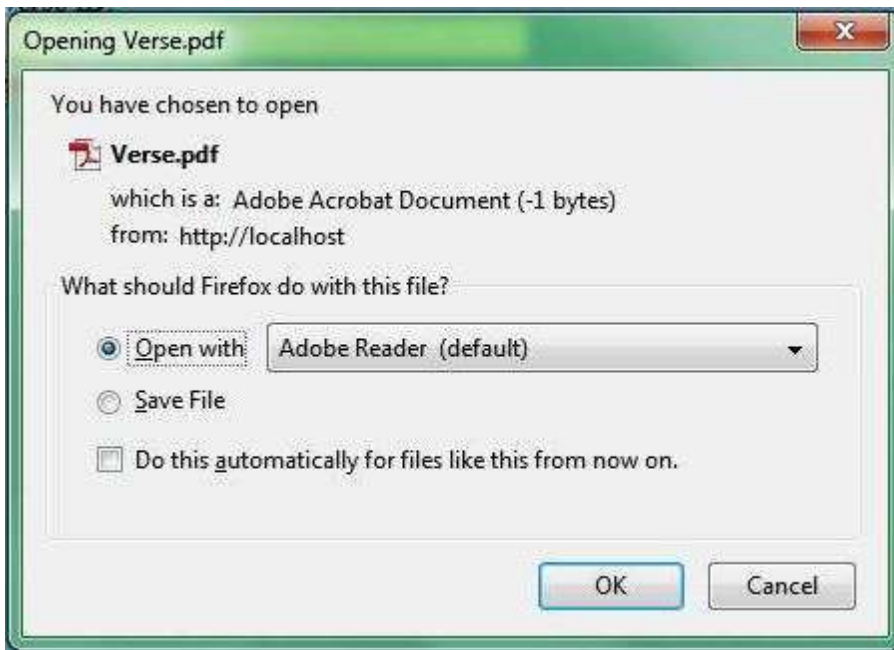 Opening Verse.pdf
You have chosen to open
Verse.pdf
which is a: Adobe Acrobat Document (-1 bytes)
from: http://localhost
What should Firefox do with this file?
Open with Adobe Reader (default)
Save File
Do this automatically for files like this from now on.
OK Cancel